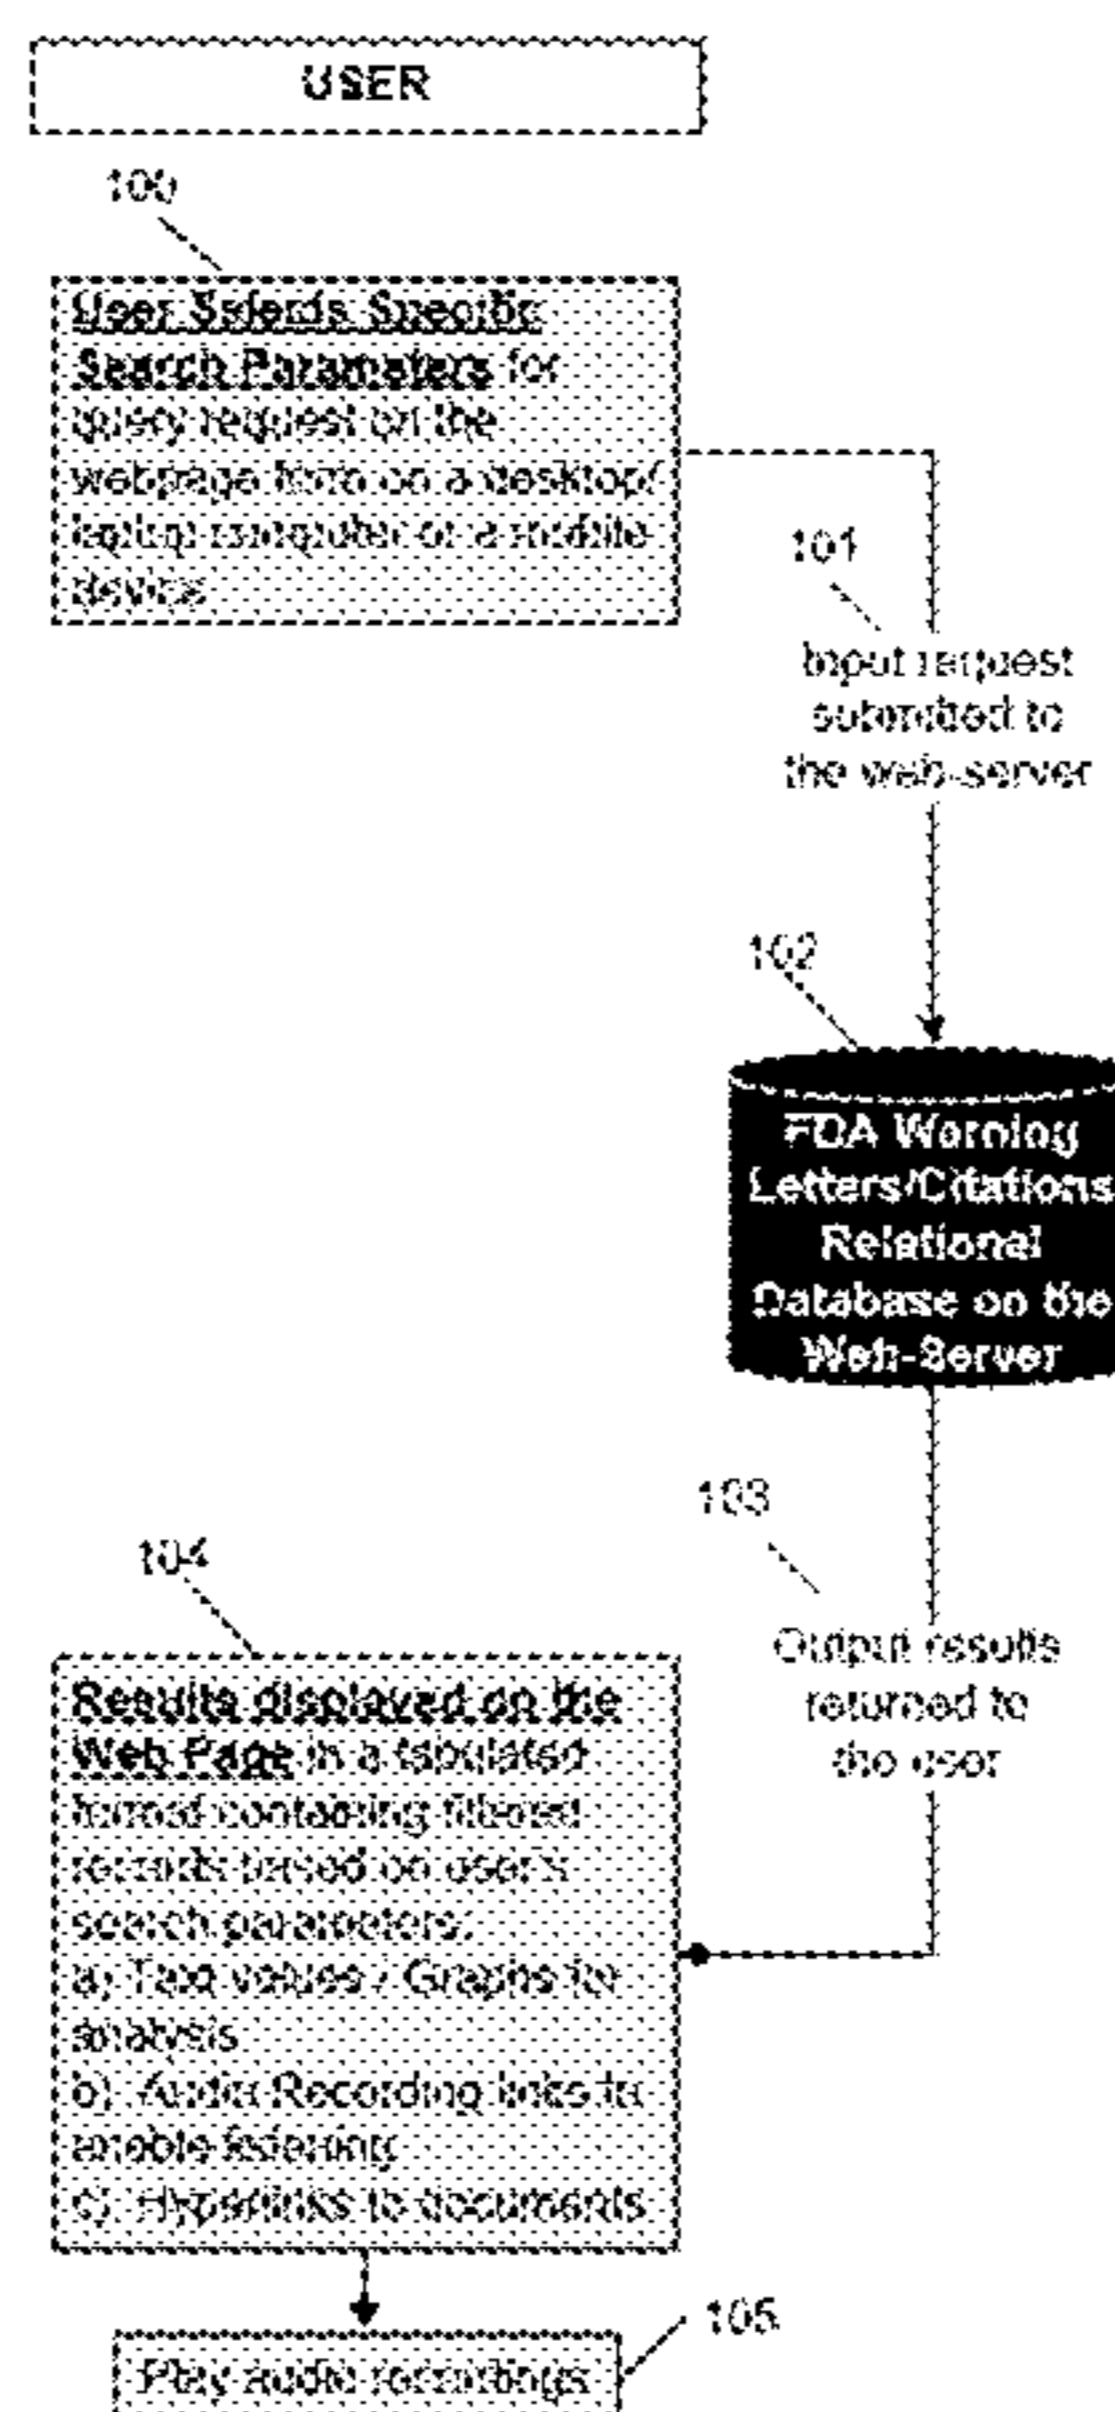 USER
100
User Selects Specific
Search Parameters for
query request on the
webpage form on a desktop/
laptop computer or a mobile
device
101
Input request
submitted to
the web-server
102
FDA Warning
Letters/Citations
Relational
Database on the
Web-Server
103
Output results
returned to
the user
104
Results displayed on the
Web Page in a tabulated
format containing filtered
records based on user's
search parameters:
a) Text values / Graphs for
analysis
b) Audio Recording links to
enable listening
c) Hyperlinks to documents
105
Play audio recordings